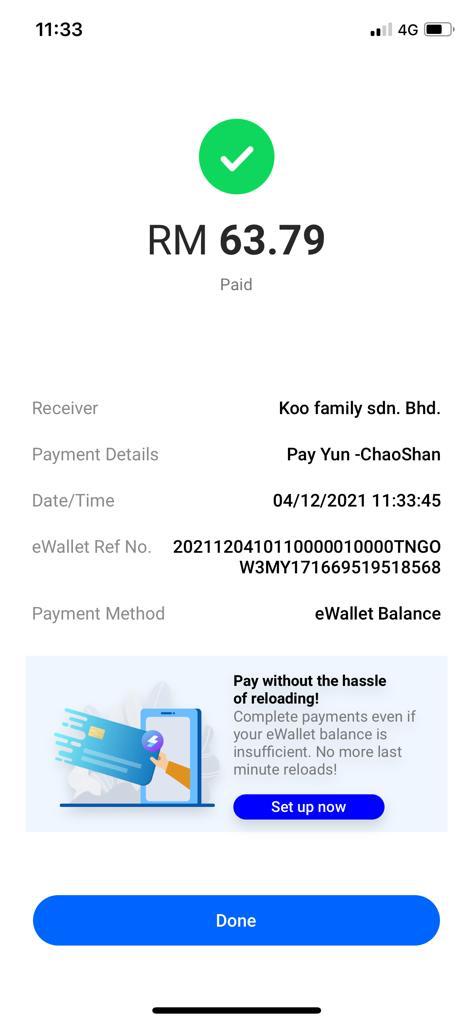 11:33
4G
RM 63.79
Paid
Receiver Koo family sdn. Bhd.
Payment Details Pay Yun -ChaoShan
Date/Time 04/12/2021 11:33:45
eWallet Ref No. 2021120410110000010000TNGO
W3MY171669519518568
Payment Method eWallet Balance
Pay without the hassle
of reloading!
Complete payments even if
your eWallet balance is
insufficient. No more last
minute reloads!
Set up now
Done